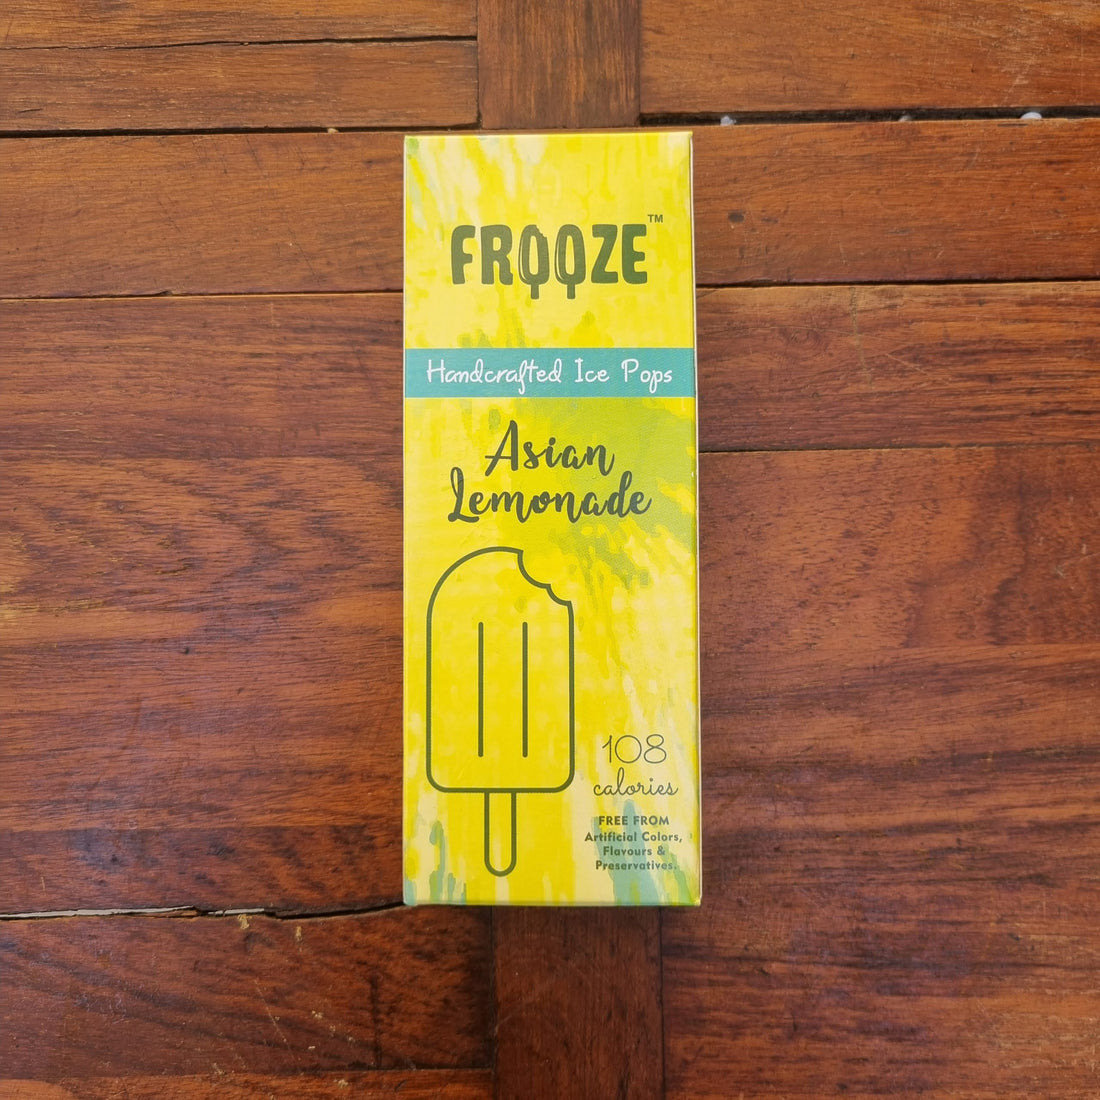 FROOZE™
Handcrafted Ice Pops
Asian
Lemonade
108
calories
FREE FROM
Artificial Colors,
Flavours &
Preservatives.